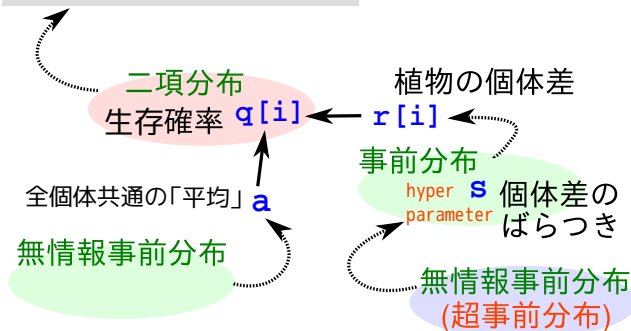 二項分布
植物の個体差
生存確率 q[i]
r[i]
事前分布
hyper s 個体差の
parameter ばらつき
全個体共通の「平均」 a
無情報事前分布
無情報事前分布
(超事前分布)